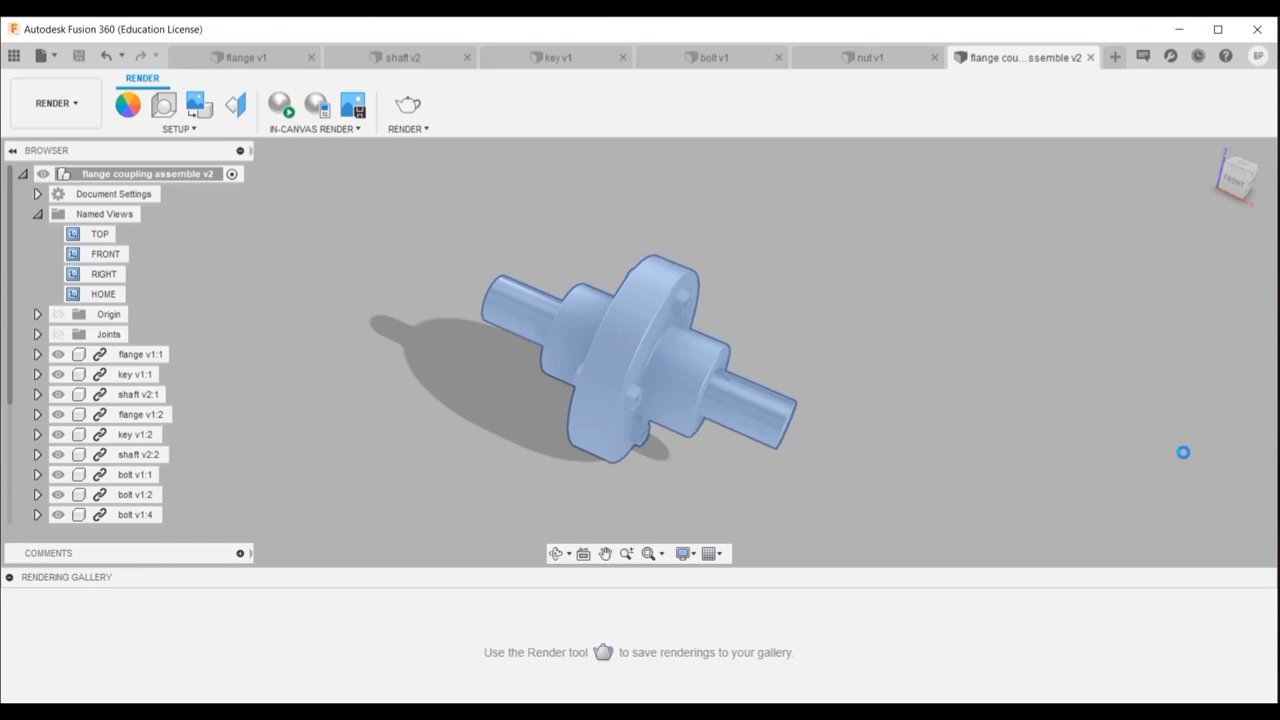 Autodesk Fusion 360 (Education License)
flange v1
shaft v2
key v1
bolt v1
nut v1
flange cou...ssemble v2
BP
RENDER
RENDER
SETUP
IN-CANVAS RENDER
RENDER
BROWSER
flange coupling assemble v2
Document Settings
Named Views
TOP
FRONT
RIGHT
HOME
Origin
Joints
flange v1:1
key v1:1
shaft v2:1
flange v1:2
key v1:2
shaft v2:2
bolt v1:1
bolt v1:2
bolt v1:4
Z
FRONT
COMMENTS
RENDERING GALLERY
Use the Render tool to save renderings to your gallery.